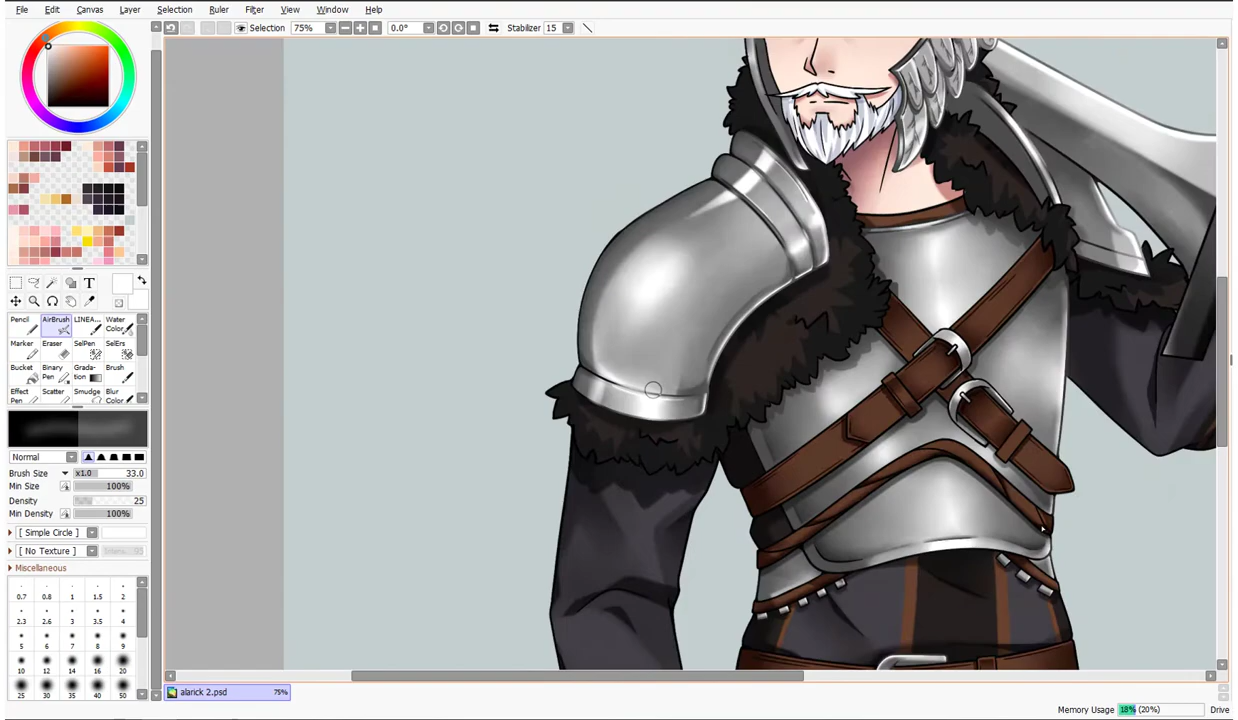 File Edit Canvas Layer Selection Ruler Filter View Window Help
Selection 75% 0.0° Stabilizer 15
T
Pencil AirBrush LINEA... Water Color
Marker Eraser SelPen SelErs
Bucket Binary Pen Grada-tion Brush
Effect Pen Scatter Smudge Blur Color
Normal
Brush Size x1.0 33.0
Min Size 100%
Density 25
Min Density 100%
[ Simple Circle ]
[ No Texture ]
Miscellaneous
0.7 0.8 1 1.5 2
2.3 2.6 3 3.5 4
5 6 7 8 9
10 12 14 16 20
25 30 35 40 50
alarick 2.psd 75%
Memory Usage 18% (20%) Drive